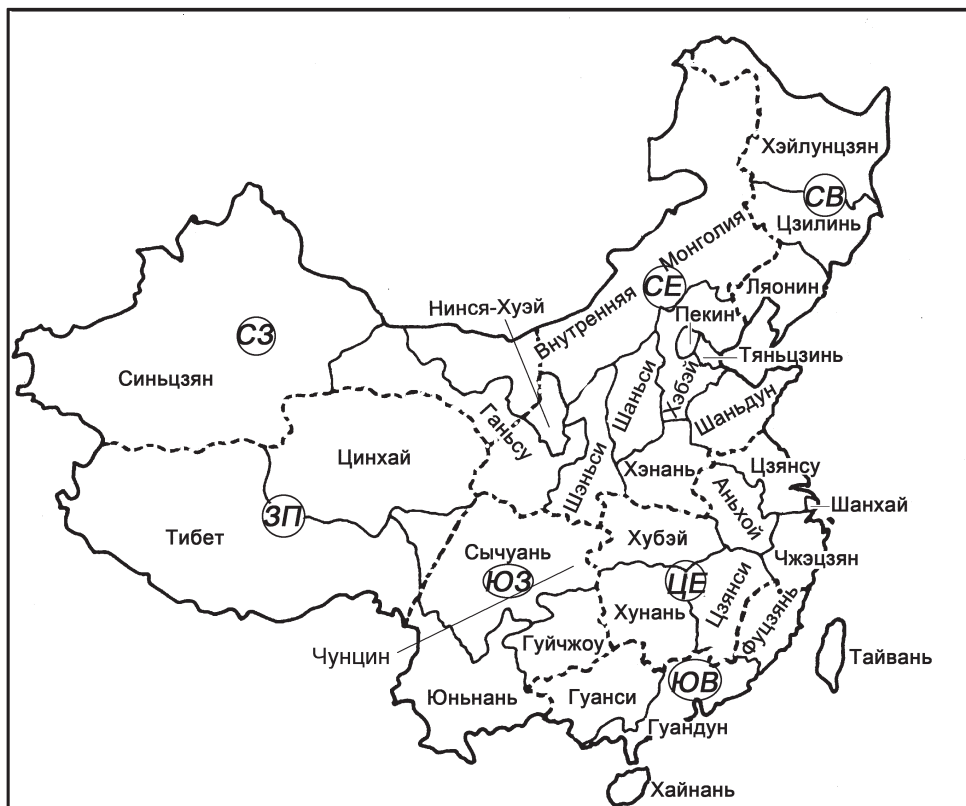 Хэйлунцзян
СВ
Цзилинь
Внутренняя Монголия
СЕ
Ляонин
Нинся-Хуэй
Пекин
СЗ
Тяньцзинь
Синьцзян
Шаньси
Хэбэй
Шаньдун
Ганьсу
Цинхай
Шэньси
Хэнань
Цзянсу
Аньхой
Шанхай
ЗП
Тибет
Хубэй
Сычуань
Чжэцзян
ЮЗ
ЦЕ
Хунань
Цзянси
Фуцзянь
Чунцин
Гуйчжоу
Тайвань
ЮВ
Юньнань
Гуанси
Гуандун
Хайнань